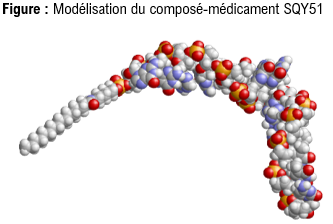 Figure : Modélisation du composé-médicament SQY51